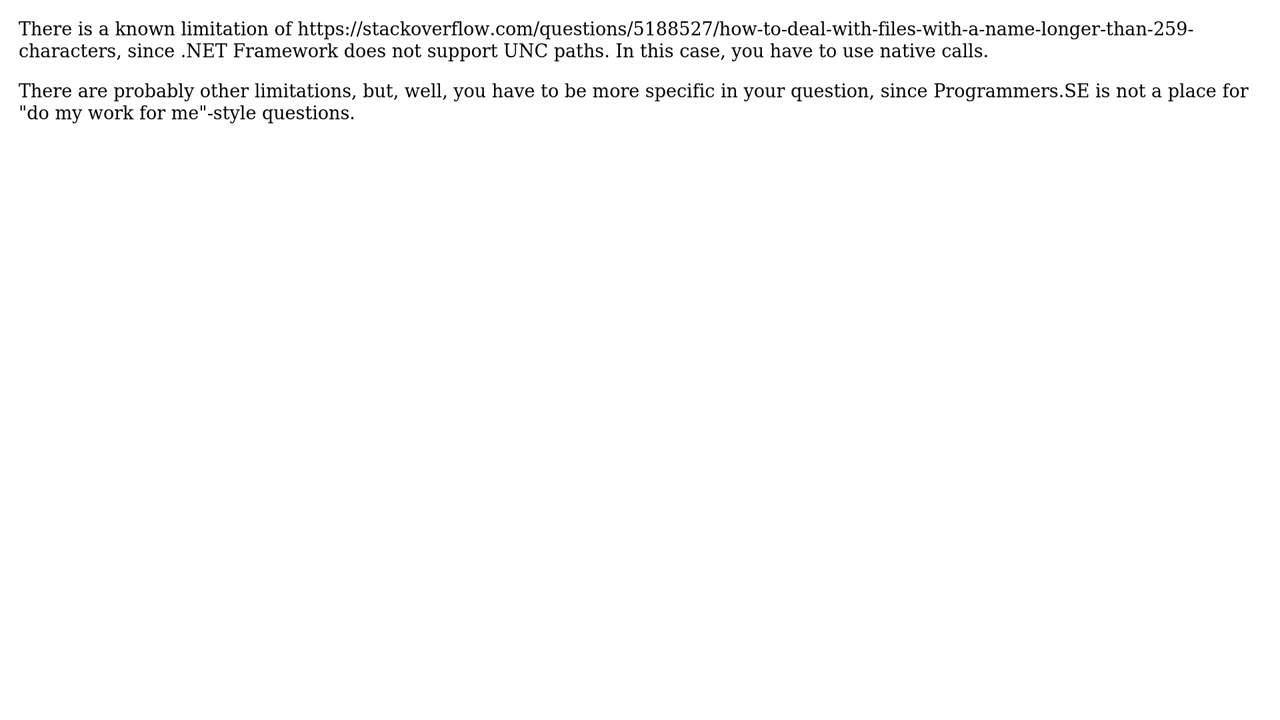 There is a known limitation of https://stackoverflow.com/questions/5188527/how-to-deal-with-files-with-a-name-longer-than-259-
characters, since .NET Framework does not support UNC paths. In this case, you have to use native calls.
There are probably other limitations, but, well, you have to be more specific in your question, since Programmers.SE is not a place for
"do my work for me"-style questions.